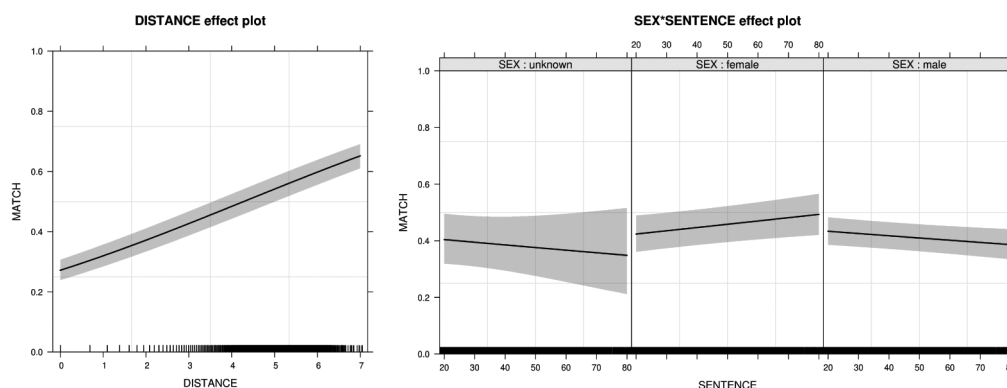 DISTANCE effect plot
1.0
0.8
0.6
0.4
0.2
0.0
MATCH
0 1 2 3 4 5 6 7
DISTANCE
SEX*SENTENCE effect plot
20 30 40 50 60 70 80
SEX : unknown SEX : female SEX : male
1.0
0.8
0.6
0.4
0.2
0.0
MATCH
20 30 40 50 60 70 80 20 30 40 50 60 70
SENTENCE